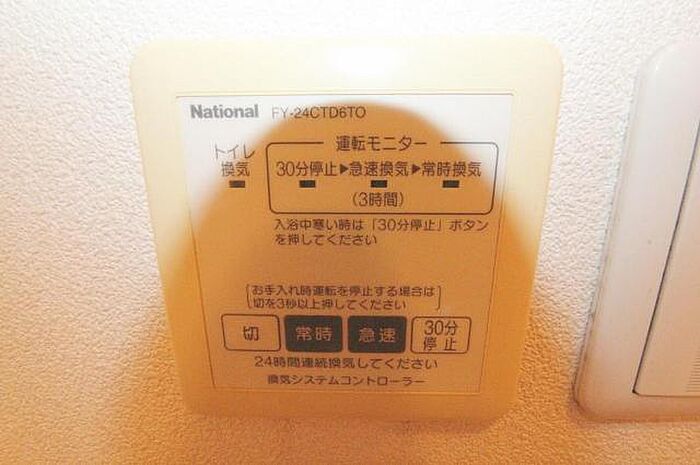 National FY-24CTD6TO
トイレ
換気
運転モニター
30分停止▶急速換気▶常時換気
(3時間)
入浴中寒い時は「30分停止」ボタン
を押してください
お手入れ時運転を停止する場合は
切を3秒以上押してください
切 常時 急速 30分
停止
24時間連続換気してください
換気システムコントローラー